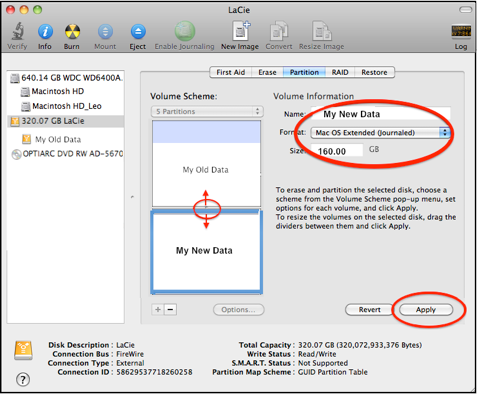 LaCie
Verify Info Burn Mount Eject Enable Journaling New Image Convert Resize Image Log
First Aid Erase Partition RAID Restore
640.14 GB WDC WD6400A...
Macintosh HD
Macintosh HD_Leo
320.07 GB LaCie
My Old Data
OPTIARC DVD RW AD-5670
Volume Scheme:
5 Partitions
My Old Data
My New Data
+ −
Options...
Volume Information
Name: My New Data
Format: Mac OS Extended (Journaled)
Size: 160.00 GB
To erase and partition the selected disk, choose a
scheme from the Volume Scheme pop-up menu, set
options for each volume, and click Apply.
To resize the volumes on the selected disk, drag the
dividers between them and click Apply.
Revert Apply
Disk Description : LaCie
Connection Bus : FireWire
Connection Type : External
Connection ID : 58629537718260258
Total Capacity : 320.07 GB (320,072,933,376 Bytes)
Write Status : Read/Write
S.M.A.R.T. Status : Not Supported
Partition Map Scheme : GUID Partition Table
?